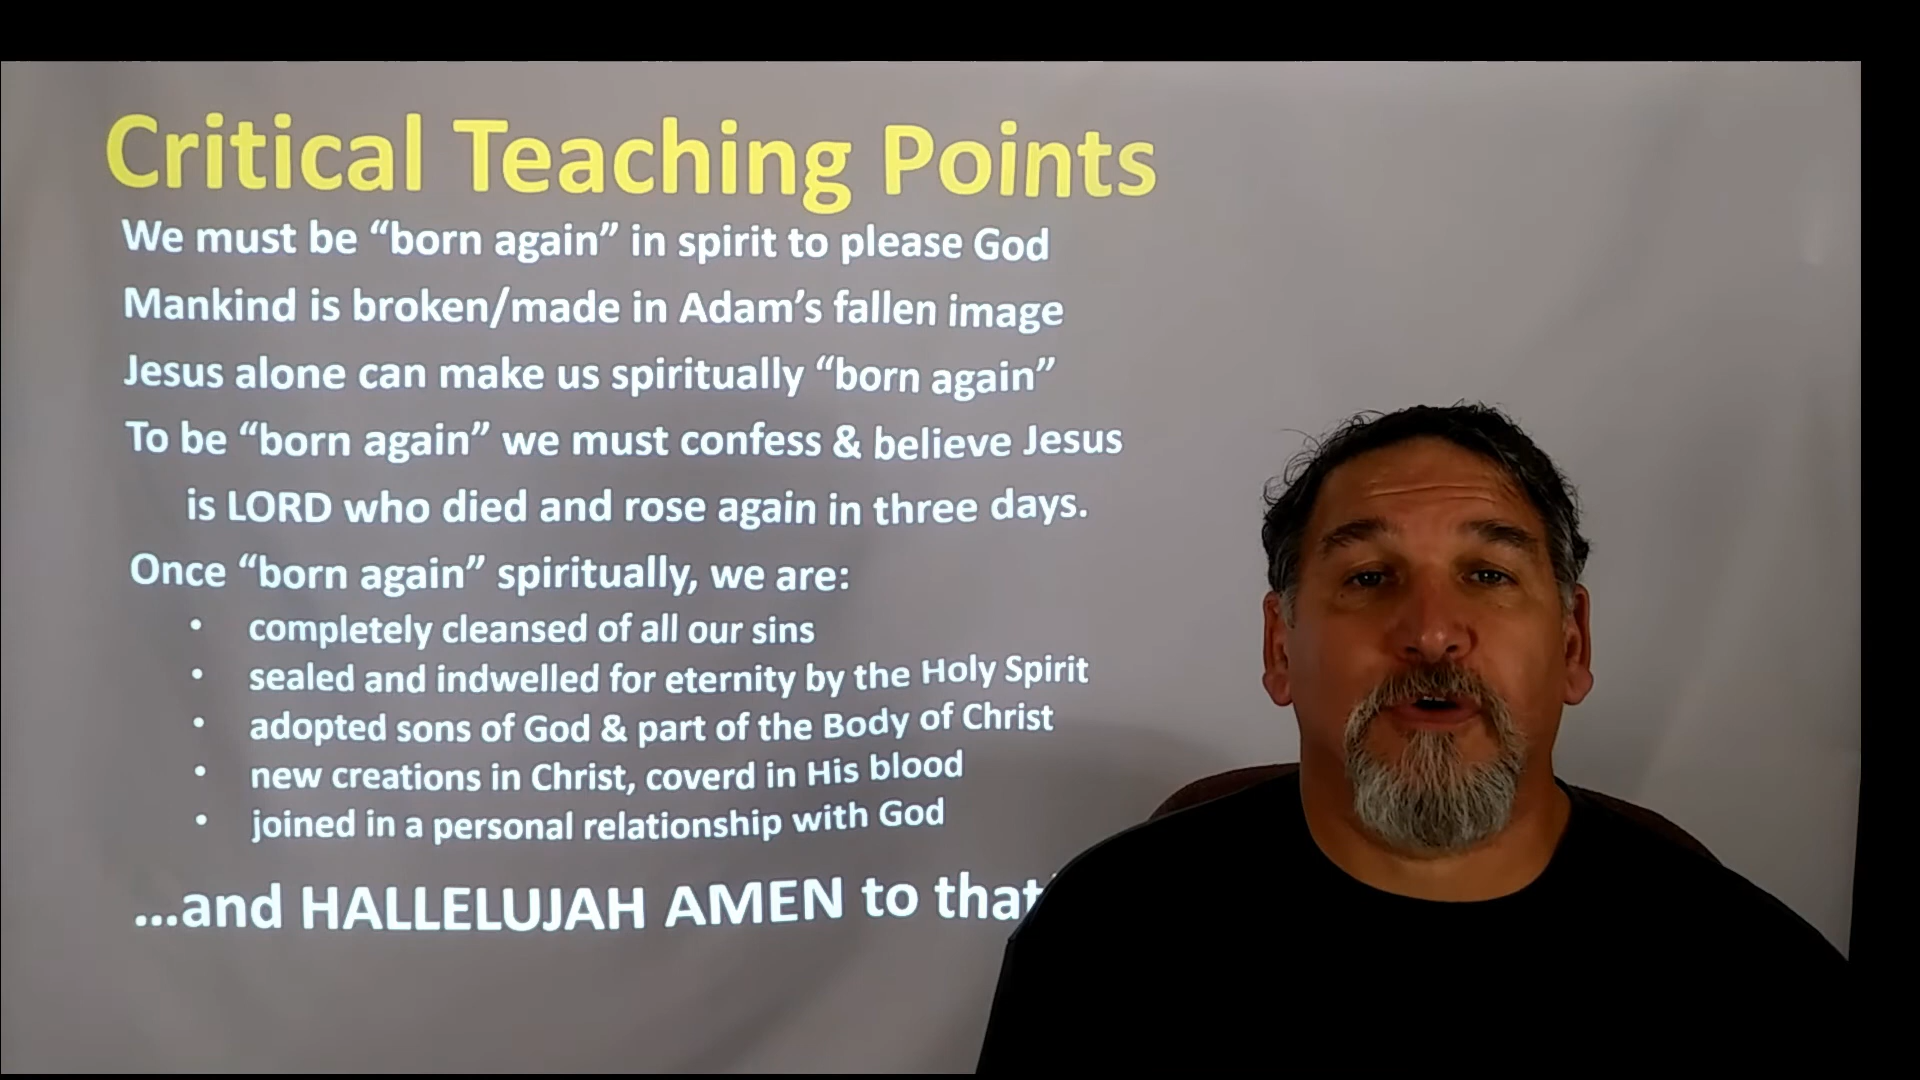 Critical Teaching Points
We must be “born again” in spirit to please God
Mankind is broken/made in Adam’s fallen image
Jesus alone can make us spiritually “born again”
To be “born again” we must confess & believe Jesus
is LORD who died and rose again in three days.
Once “born again” spiritually, we are:
• completely cleansed of all our sins
• sealed and indwelled for eternity by the Holy Spirit
• adopted sons of God & part of the Body of Christ
• new creations in Christ, coverd in His blood
• joined in a personal relationship with God
...and HALLELUJAH AMEN to that